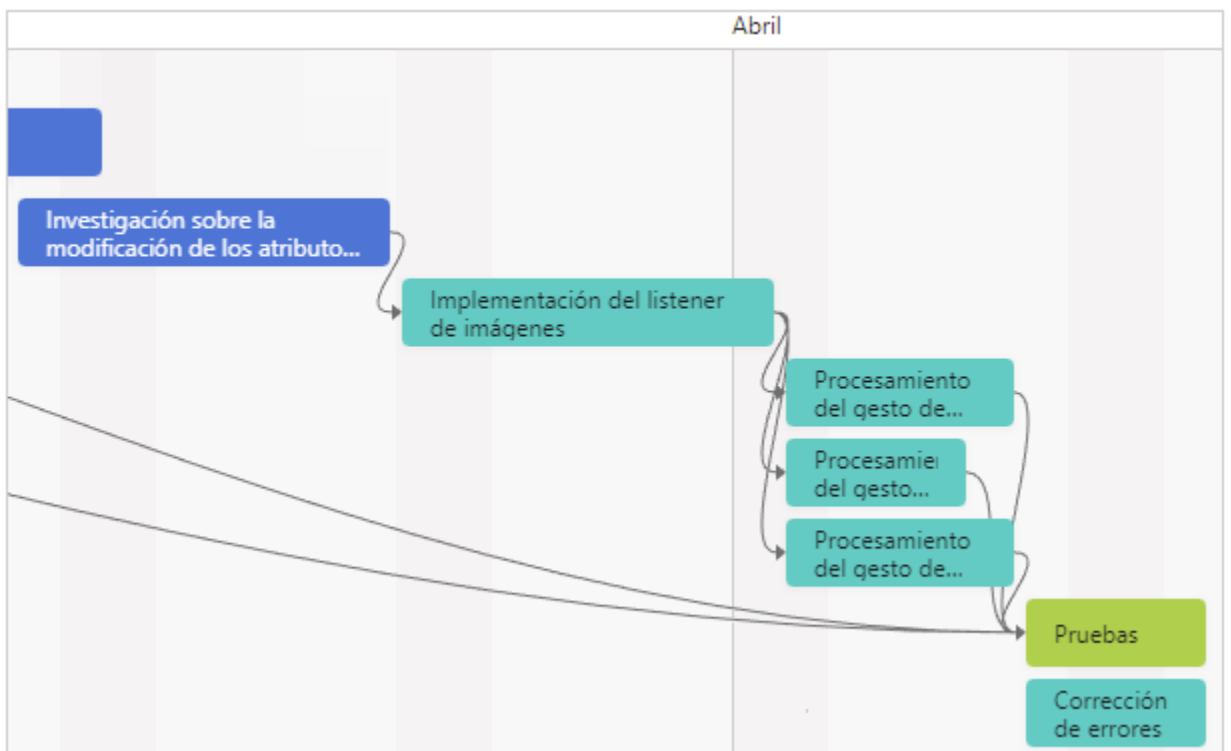 Abril
Investigación sobre la
modificación de los atributo...
Implementación del listener
de imágenes
Procesamiento
del gesto de...
Procesamie
del gesto...
Procesamiento
del gesto de...
Pruebas
Corrección
de errores